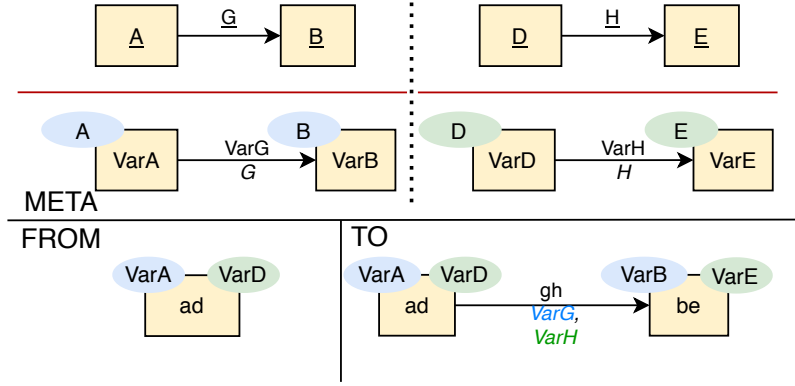 G
A
B
H
D
E
A
B
VarA
VarG
G
VarB
D
E
VarD
VarH
H
VarE
META
FROM
VarA
VarD
ad
TO
VarA
VarD
ad
gh
VarG,
VarH
VarB
VarE
be